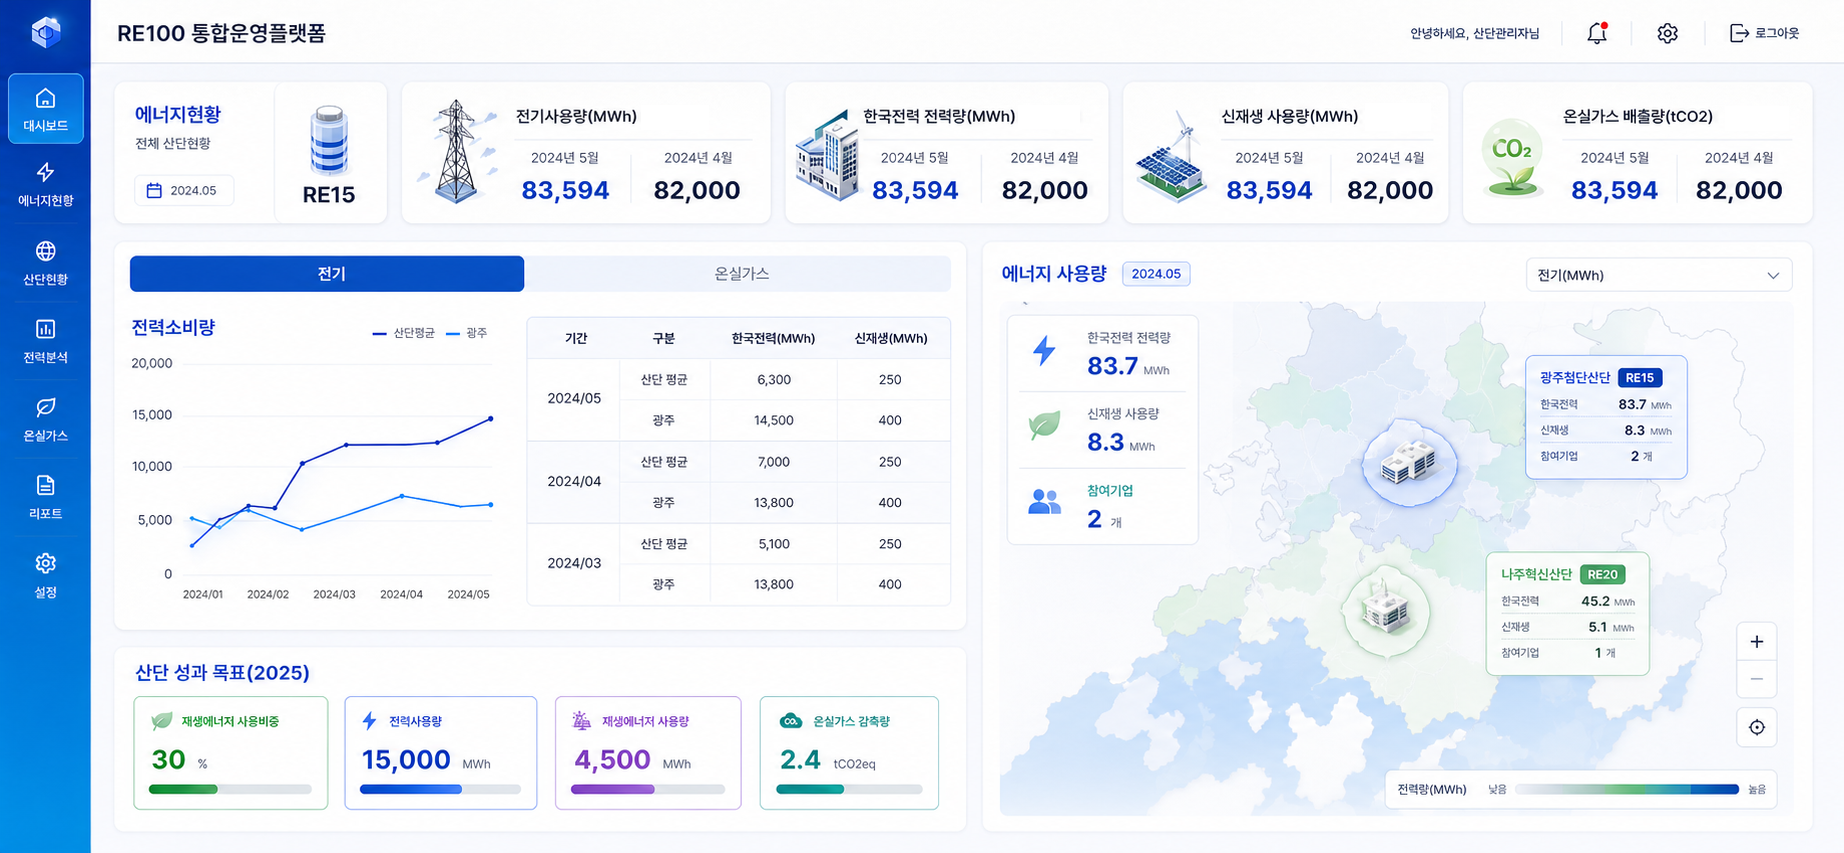 RE100 통합운영플랫폼
안녕하세요, 산단관리자님
로그아웃
대시보드
에너지현황
산단현황
전력분석
온실가스
리포트
설정
에너지현황
전체 산단현황
2024.05
RE15
전기사용량(MWh)
2024년 5월 2024년 4월
83,594 82,000
한국전력 전력량(MWh)
2024년 5월 2024년 4월
83,594 82,000
신재생 사용량(MWh)
2024년 5월 2024년 4월
83,594 82,000
CO₂
온실가스 배출량(tCO2)
2024년 5월 2024년 4월
83,594 82,000
전기 온실가스
전력소비량
산단평균 광주
20,000
15,000
10,000
5,000
0
2024/01 2024/02 2024/03 2024/04 2024/05
기간 구분 한국전력(MWh) 신재생(MWh)
2024/05
산단 평균 6,300 250
광주 14,500 400
2024/04
산단 평균 7,000 250
광주 13,800 400
2024/03
산단 평균 5,100 250
광주 13,800 400
산단 성과 목표(2025)
재생에너지 사용비중
30 %
전력사용량
15,000 MWh
재생에너지 사용량
4,500 MWh
CO₂
온실가스 감축량
2.4 tCO2eq
에너지 사용량 2024.05
전기(MWh)
한국전력 전력량
83.7 MWh
신재생 사용량
8.3 MWh
참여기업
2 개
광주첨단산단 RE15
한국전력 83.7 MWh
신재생 8.3 MWh
참여기업 2 개
나주혁신산단 RE20
한국전력 45.2 MWh
신재생 5.1 MWh
참여기업 1 개
+
−
전력량(MWh) 낮음 높음